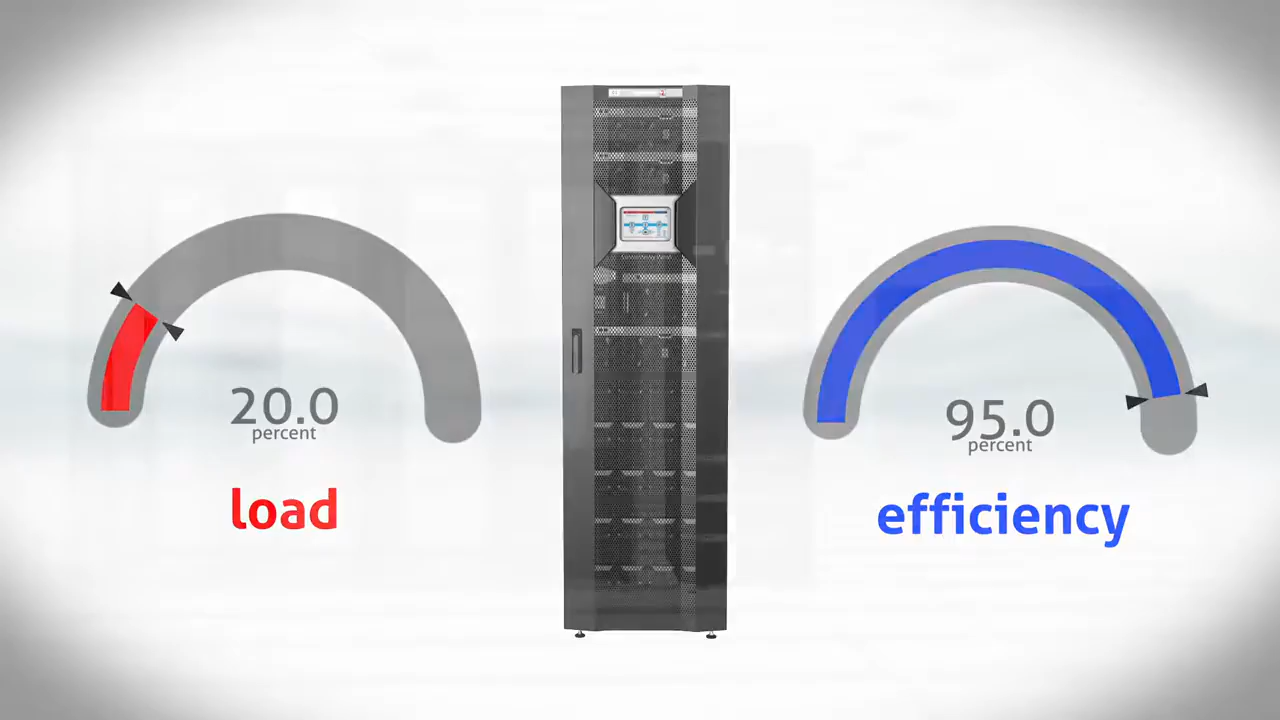 20.0
percent
load
95.0
percent
efficiency